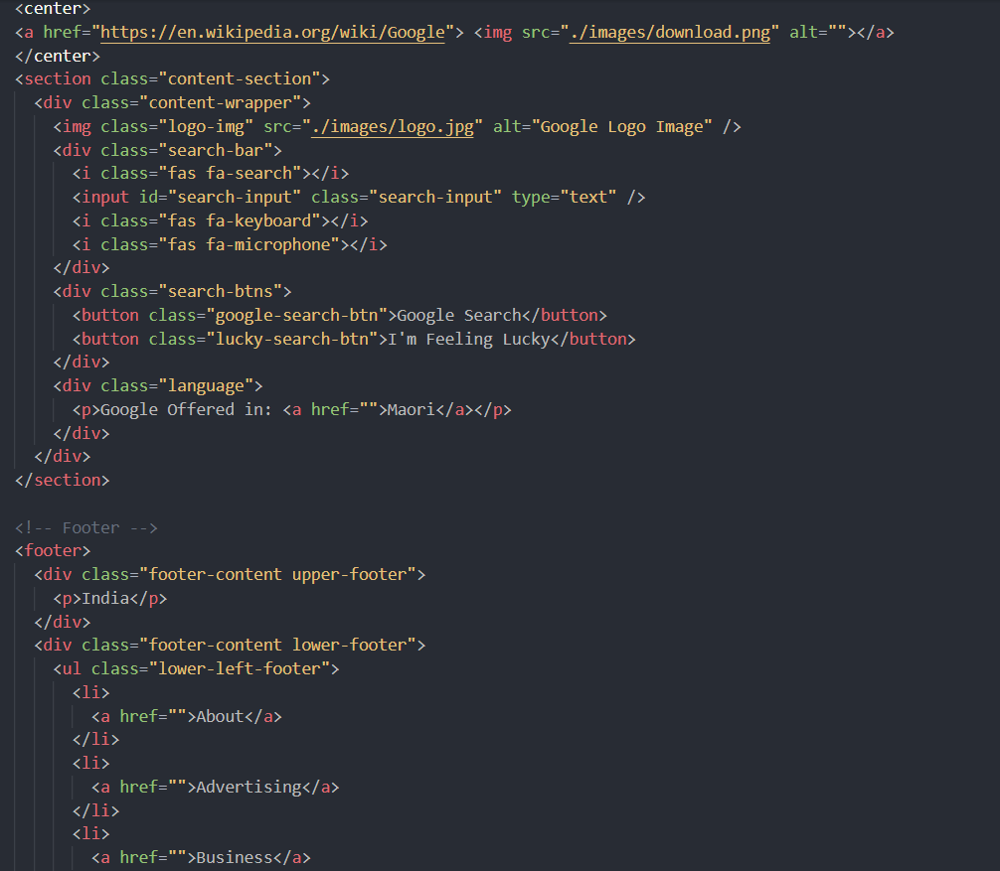 <center>
<a href="https://en.wikipedia.org/wiki/Google"> <img src="./images/download.png" alt=""></a>
</center>
<section class="content-section">
  <div class="content-wrapper">
    <img class="logo-img" src="./images/logo.jpg" alt="Google Logo Image" />
    <div class="search-bar">
      <i class="fas fa-search"></i>
      <input id="search-input" class="search-input" type="text" />
      <i class="fas fa-keyboard"></i>
      <i class="fas fa-microphone"></i>
    </div>
    <div class="search-btns">
      <button class="google-search-btn">Google Search</button>
      <button class="lucky-search-btn">I'm Feeling Lucky</button>
    </div>
    <div class="language">
      <p>Google Offered in: <a href="">Maori</a></p>
    </div>
  </div>
</section>

<!-- Footer -->
<footer>
  <div class="footer-content upper-footer">
    <p>India</p>
  </div>
  <div class="footer-content lower-footer">
    <ul class="lower-left-footer">
      <li>
        <a href="">About</a>
      </li>
      <li>
        <a href="">Advertising</a>
      </li>
      <li>
        <a href="">Business</a>